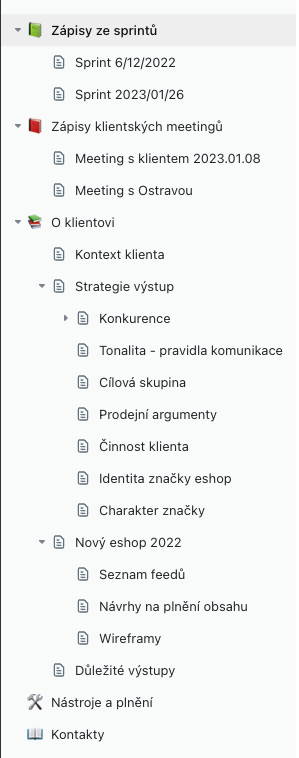 Zápisy ze sprintů
Sprint 6/12/2022
Sprint 2023/01/26
Zápisy klientských meetingů
Meeting s klientem 2023.01.08
Meeting s Ostravou
O klientovi
Kontext klienta
Strategie výstup
Konkurence
Tonalita - pravidla komunikace
Cílová skupina
Prodejní argumenty
Činnost klienta
Identita značky eshop
Charakter značky
Nový eshop 2022
Seznam feedů
Návrhy na plnění obsahu
Wireframy
Důležité výstupy
Nástroje a plnění
Kontakty